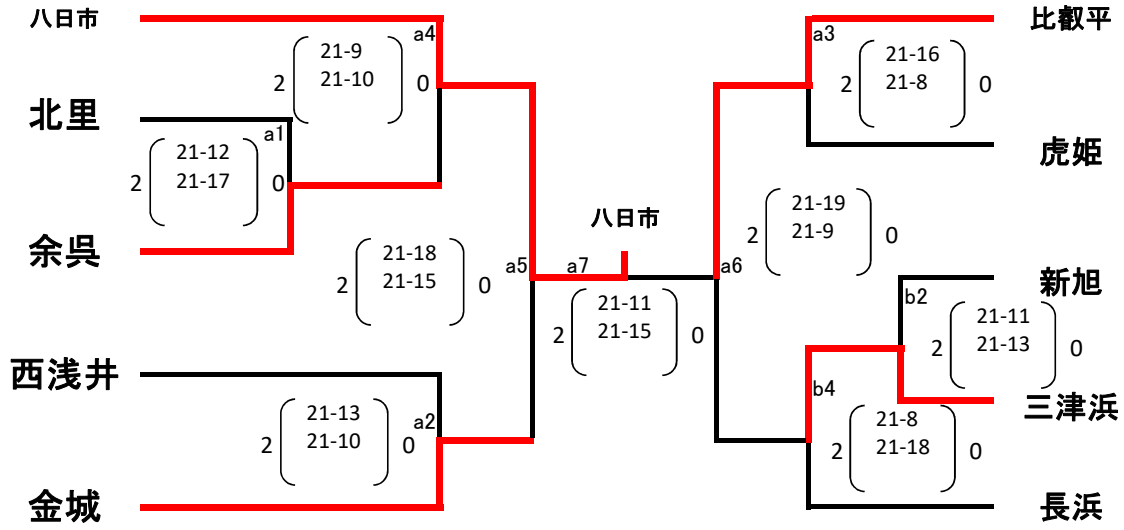 八日市
比叡平
a4
a3
21-9
21-10
2
0
21-16
21-8
2
0
北里
a1
虎姫
21-12
21-17
2
0
余呉
21-19
21-9
2
0
八日市
21-18
21-15
2
0
a5
a7
a6
新旭
b2
21-11
21-15
2
0
21-11
21-13
2
0
西浅井
b4
三津浜
21-13
21-10
2
0
a2
21-8
21-18
2
0
金城
長浜